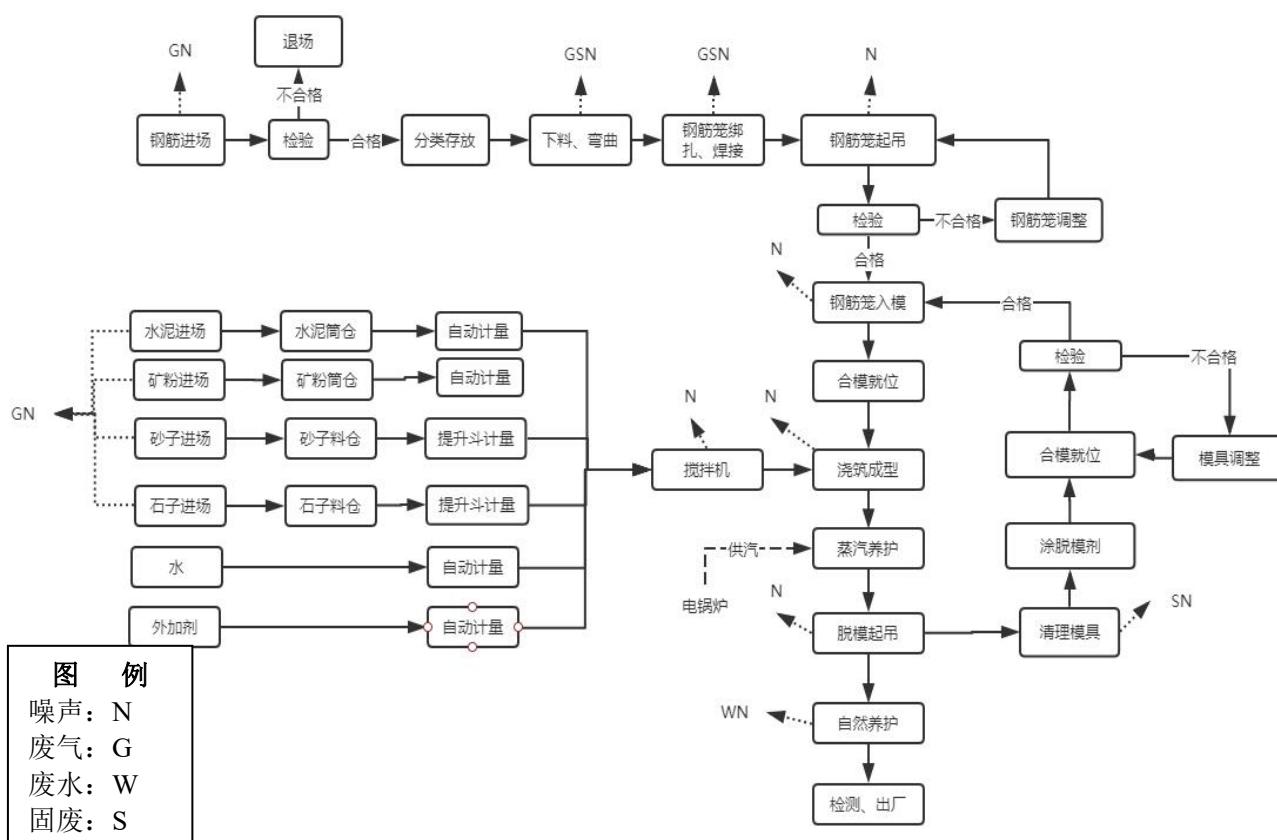 退场
GN
GSN
GSN
N
不合格
钢筋进场
检验
合格
分类存放
下料、弯曲
钢筋笼绑
扎、焊接
钢筋笼起吊
检验
不合格
钢筋笼调整
合格
N
钢筋笼入模
合格
水泥进场
水泥筒仓
自动计量
检验
不合格
矿粉进场
矿粉筒仓
自动计量
合模就位
GN
N
N
砂子进场
砂子料仓
提升斗计量
搅拌机
浇筑成型
合模就位
模具调整
石子进场
石子料仓
提升斗计量
供汽
蒸汽养护
涂脱模剂
水
自动计量
电锅炉
N
SN
外加剂
自动计量
脱模起吊
清理模具
WN
自然养护
检测、出厂
图 例
噪声：N
废气：G
废水：W
固废：S